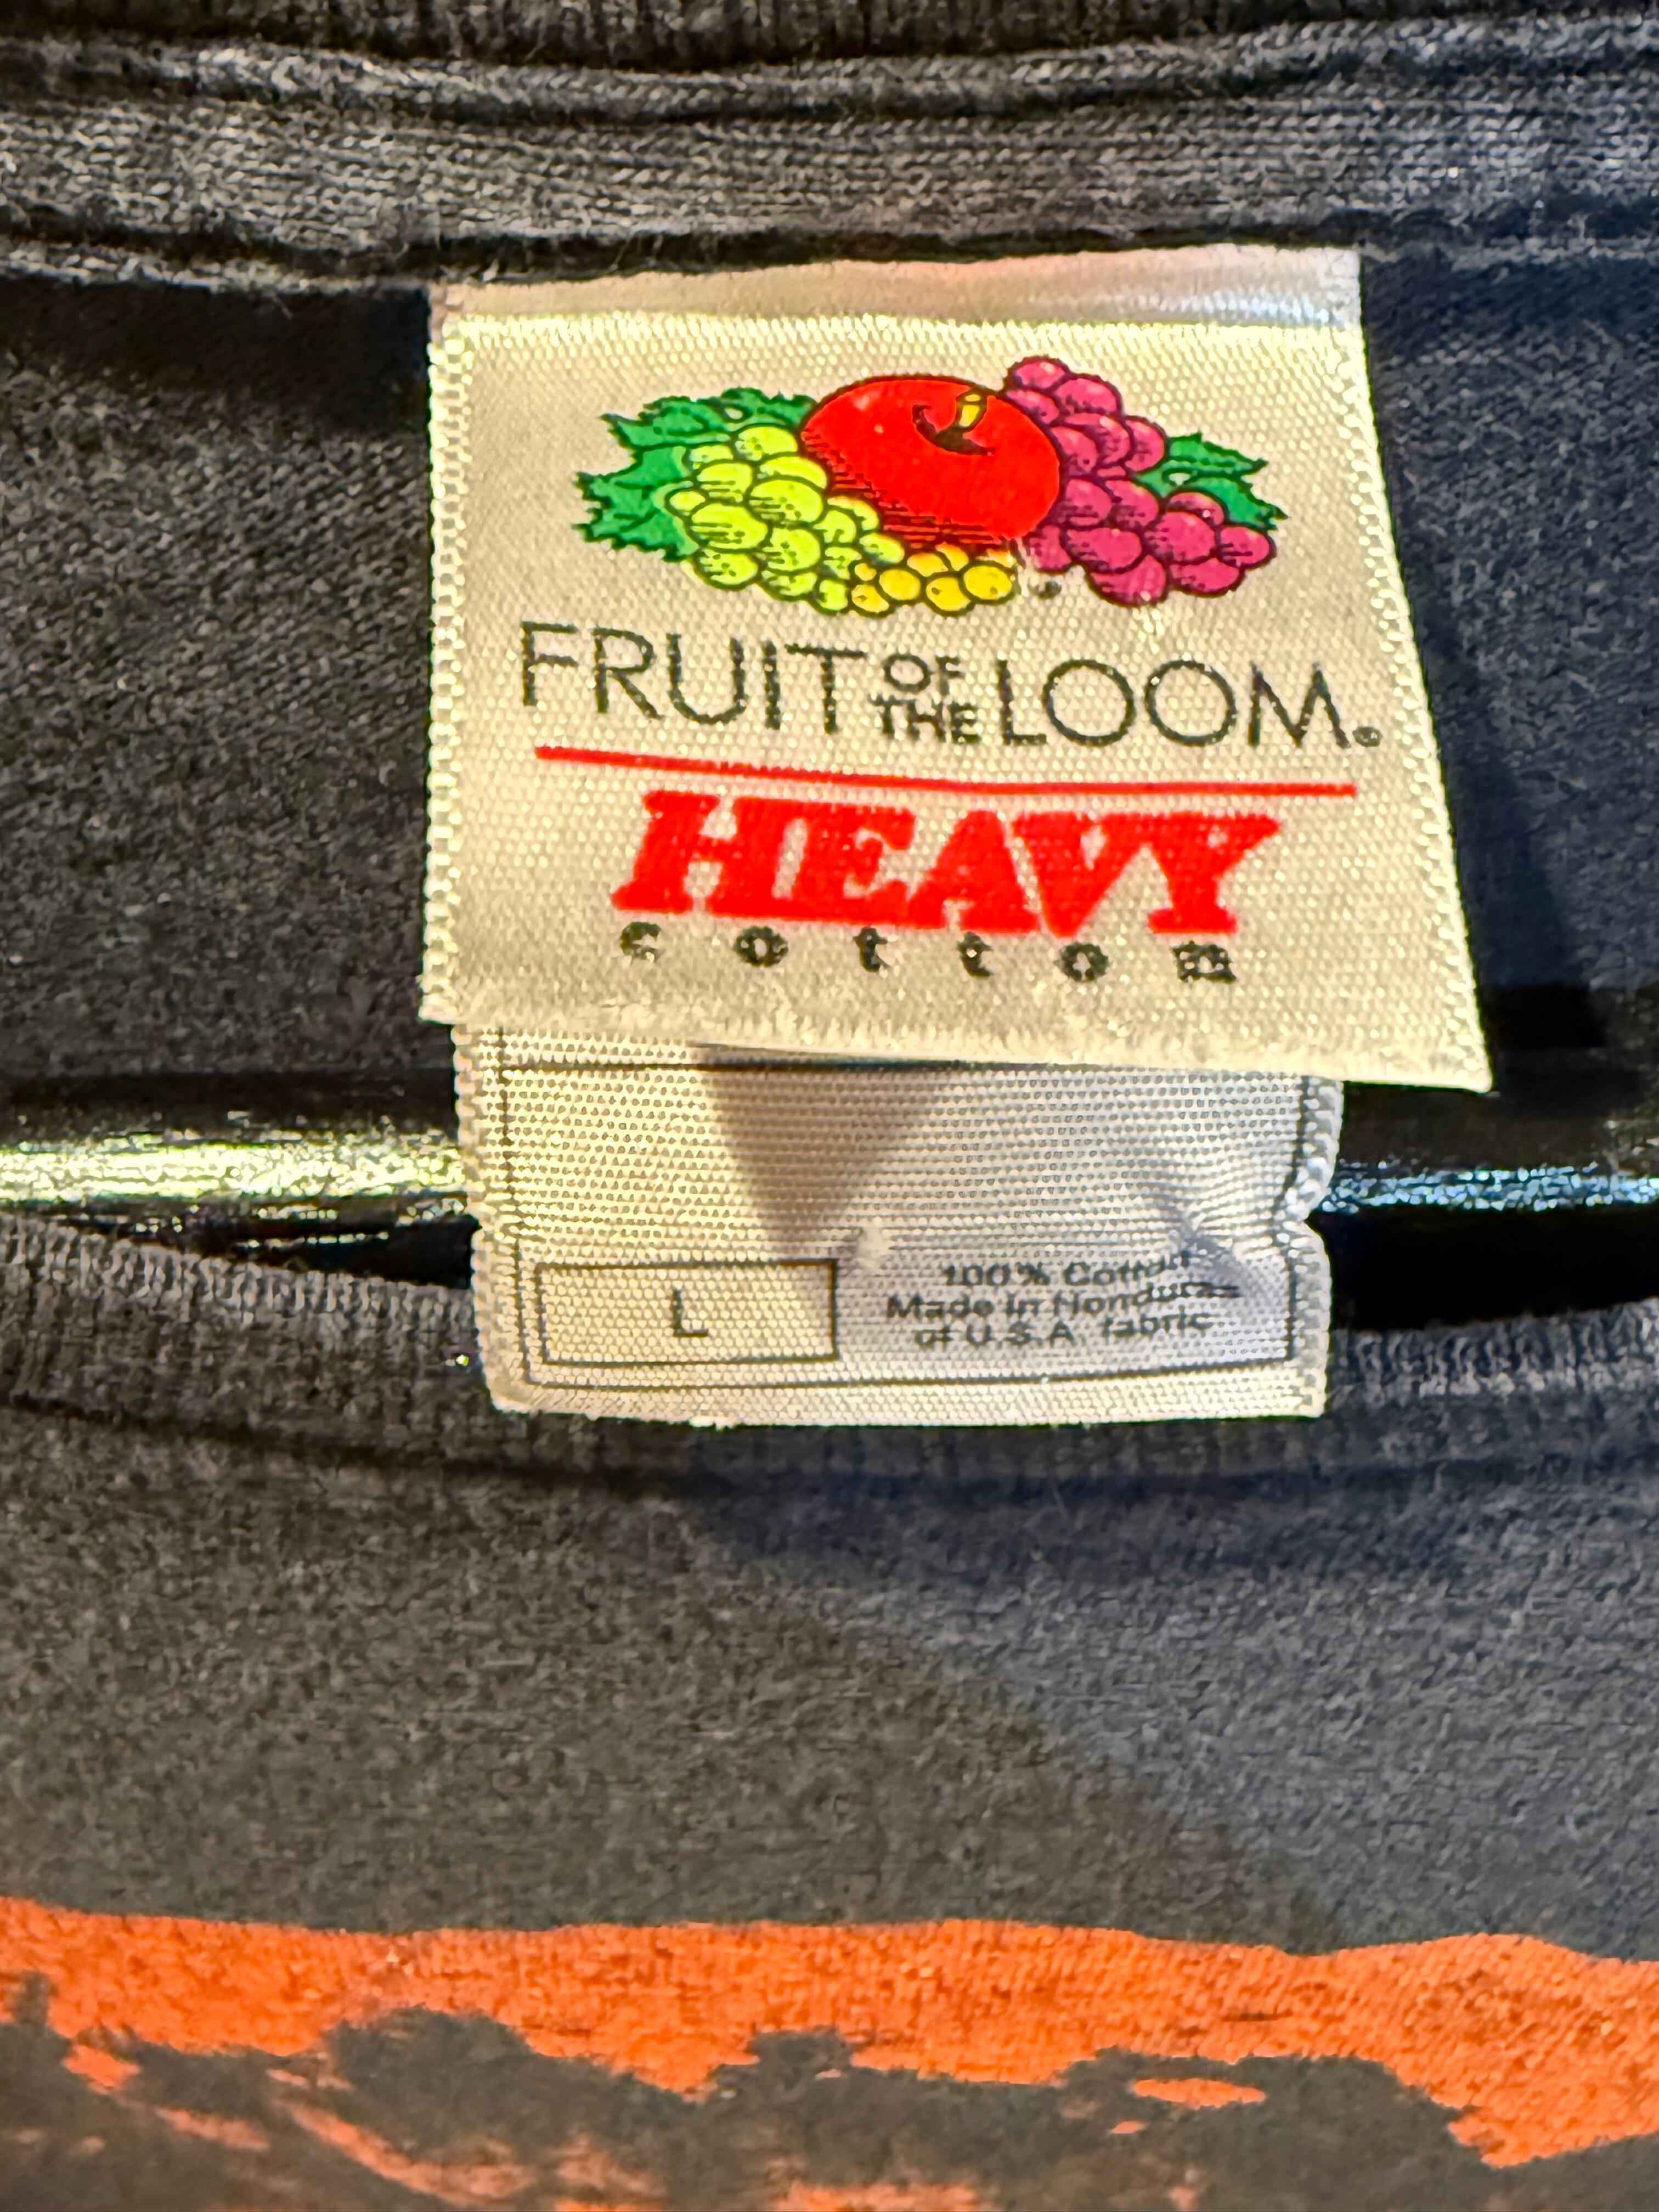 FRUIT OF THE LOOM®
HEAVY
cotton
L
100% Cotton
Made in Honduras
of U.S.A. fabric